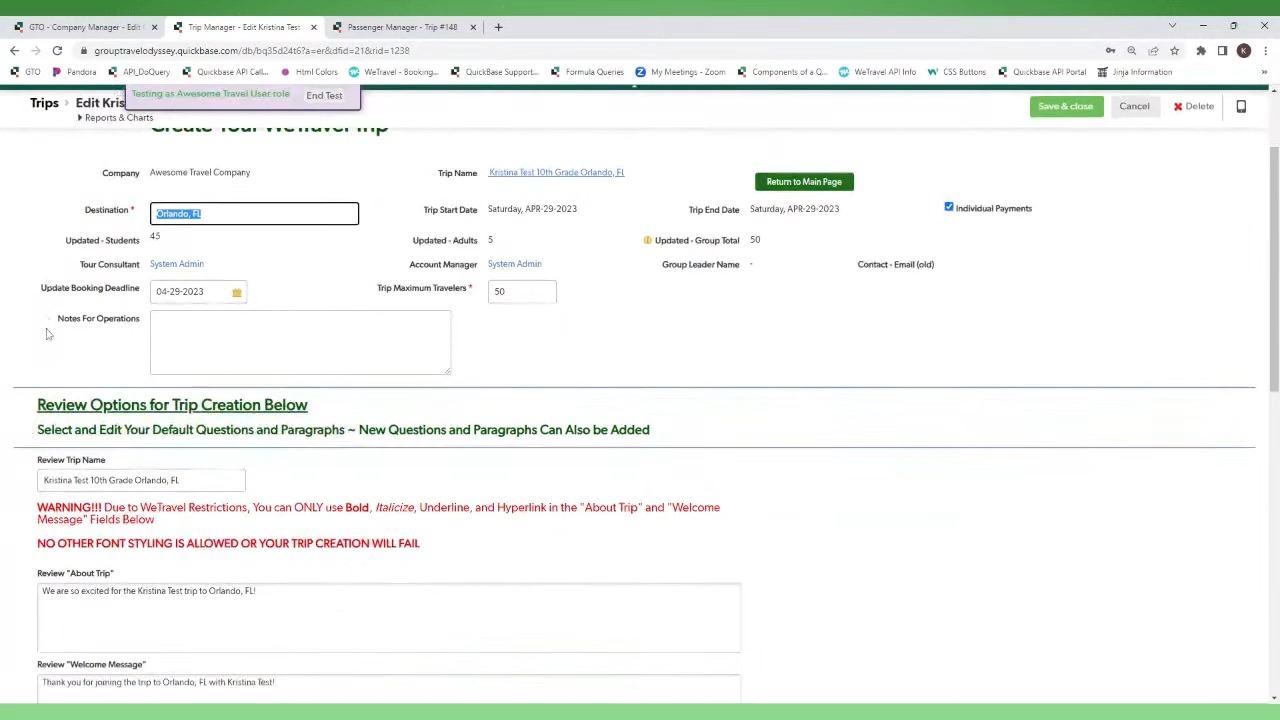 GTO - Company Manager - Edit
Trip Manager - Edit Kristina Test
Passenger Manager - Trip #148
grouptravelodyssey.quickbase.com/db/bq35d24t6?a=er&dfid=21&rid=1238
K
GTO
Pandora
API_DoQuery
Quickbase API Call...
Html Colors
WeTravel - Booking...
QuickBase Support...
Formula Queries
My Meetings - Zoom
Components of a Q...
WeTravel API Info
CSS Buttons
Quickbase API Portal
Jinja Information
»
Testing as Awesome Travel User role
End Test
Trips > Edit Kris
Reports & Charts
Save & close
Cancel
Delete
Create Your WeTravel Trip
Company Awesome Travel Company
Trip Name Kristina Test 10th Grade Orlando, FL
Return to Main Page
Destination * Orlando, FL
Trip Start Date Saturday, APR-29-2023
Trip End Date Saturday, APR-29-2023
Individual Payments
Updated - Students 45
Updated - Adults 5
Updated - Group Total 50
Tour Consultant System Admin
Account Manager System Admin
Group Leader Name -
Contact - Email (old)
Update Booking Deadline 04-29-2023
Trip Maximum Travelers * 50
Notes For Operations
Review Options for Trip Creation Below
Select and Edit Your Default Questions and Paragraphs ~ New Questions and Paragraphs Can Also be Added
Review Trip Name
Kristina Test 10th Grade Orlando, FL
WARNING!!! Due to WeTravel Restrictions, You can ONLY use Bold, Italicize, Underline, and Hyperlink in the "About Trip" and "Welcome
Message" Fields Below
NO OTHER FONT STYLING IS ALLOWED OR YOUR TRIP CREATION WILL FAIL
Review "About Trip"
We are so excited for the Kristina Test trip to Orlando, FL!
Review "Welcome Message"
Thank you for joining the trip to Orlando, FL with Kristina Test!